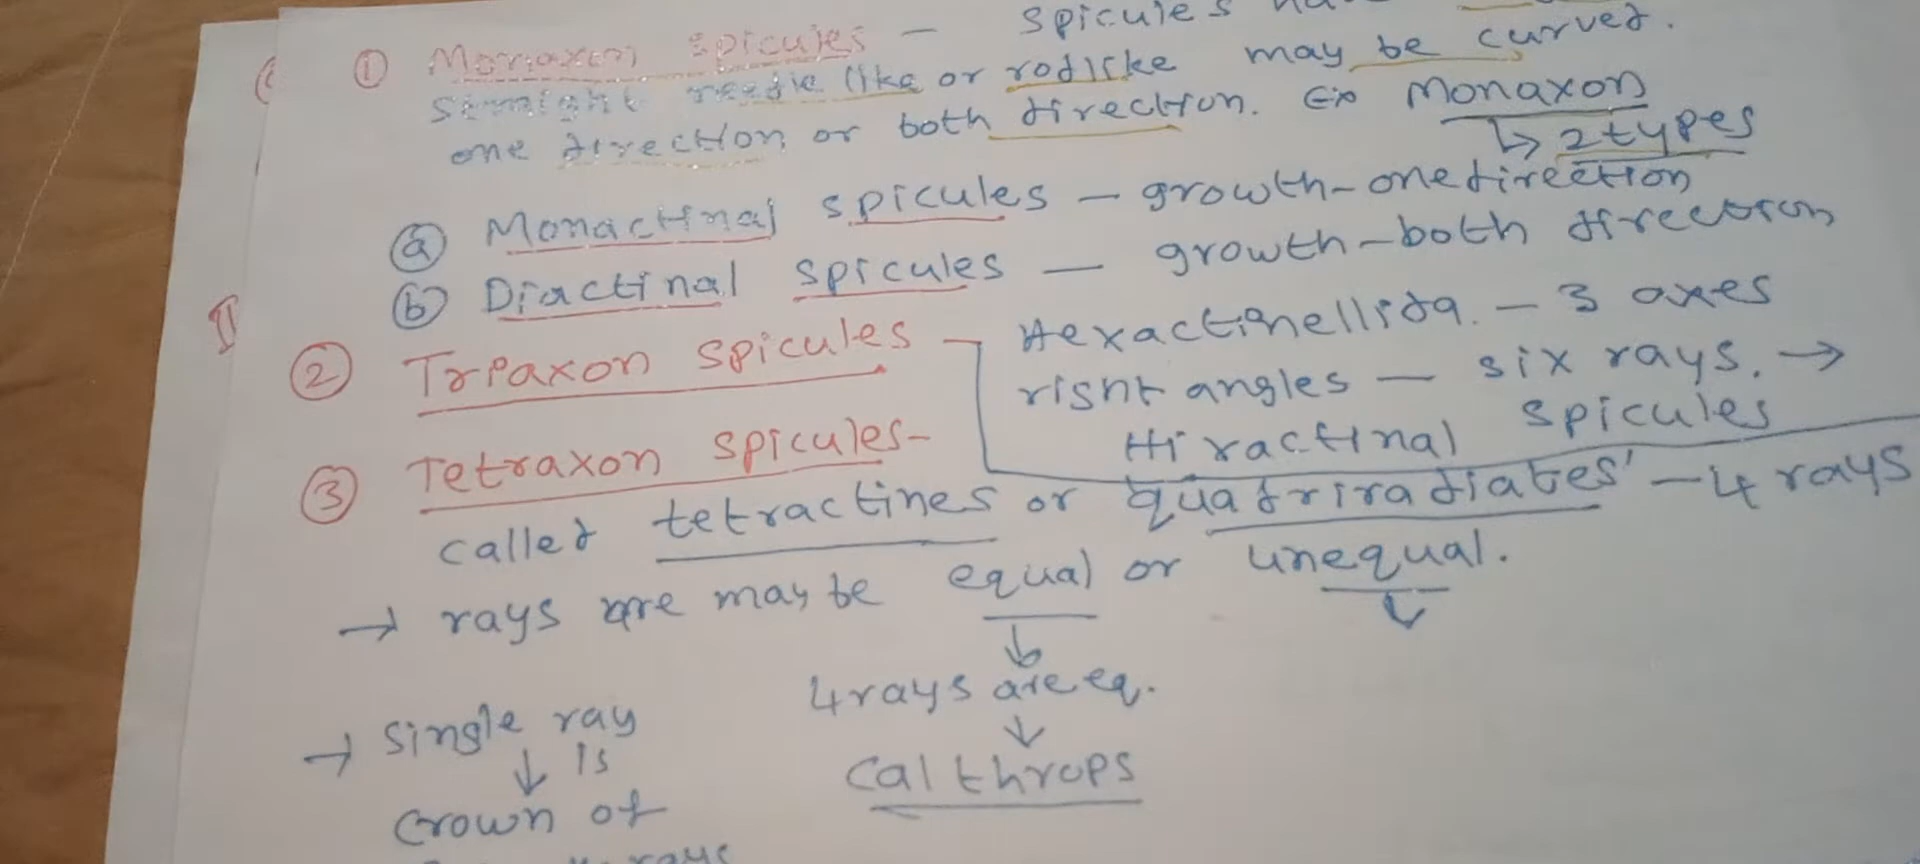 ① Monaxon spicules – spicules
straight needle like or rodlike may be curved.
one direction or both direction. Ex Monaxon
↳ 2 types
ⓐ Monactinal spicules – growth – one direction
ⓑ Diactinal spicules – growth – both direction
② Triaxon spicules – Hexactinellida. – 3 axes
right angles – six rays. →
Hixactinal spicules
③ Tetraxon spicules –
called tetractines or quadriradiates' – 4 rays
→ rays are may be equal or unequal.
4 rays are eq.
Calthrops
→ single ray
is
crown of
rays